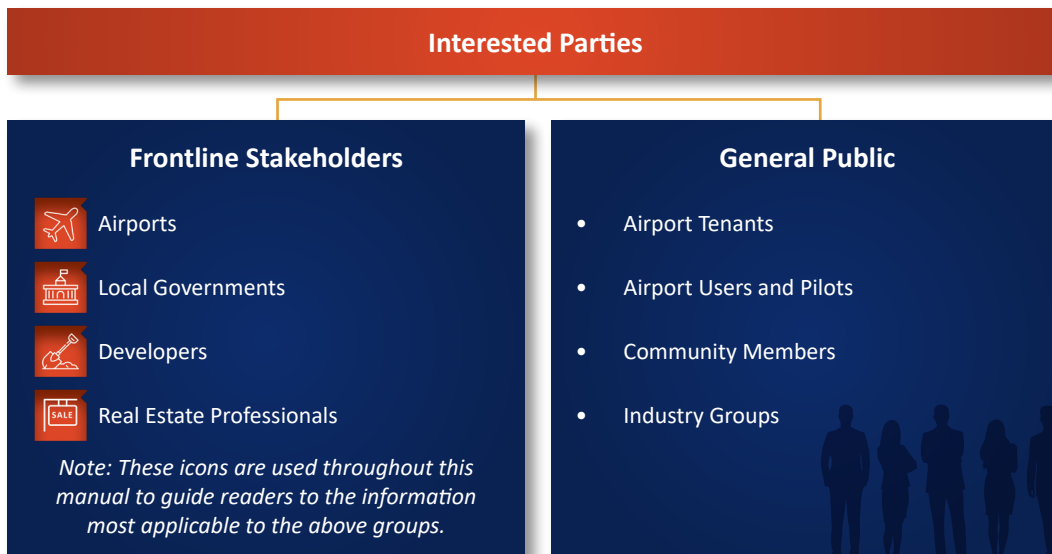 Interested Parties
Frontline Stakeholders
Airports
Local Governments
Developers
SALE
Real Estate Professionals
Note: These icons are used throughout this
manual to guide readers to the information
most applicable to the above groups.
General Public
• Airport Tenants
• Airport Users and Pilots
• Community Members
• Industry Groups